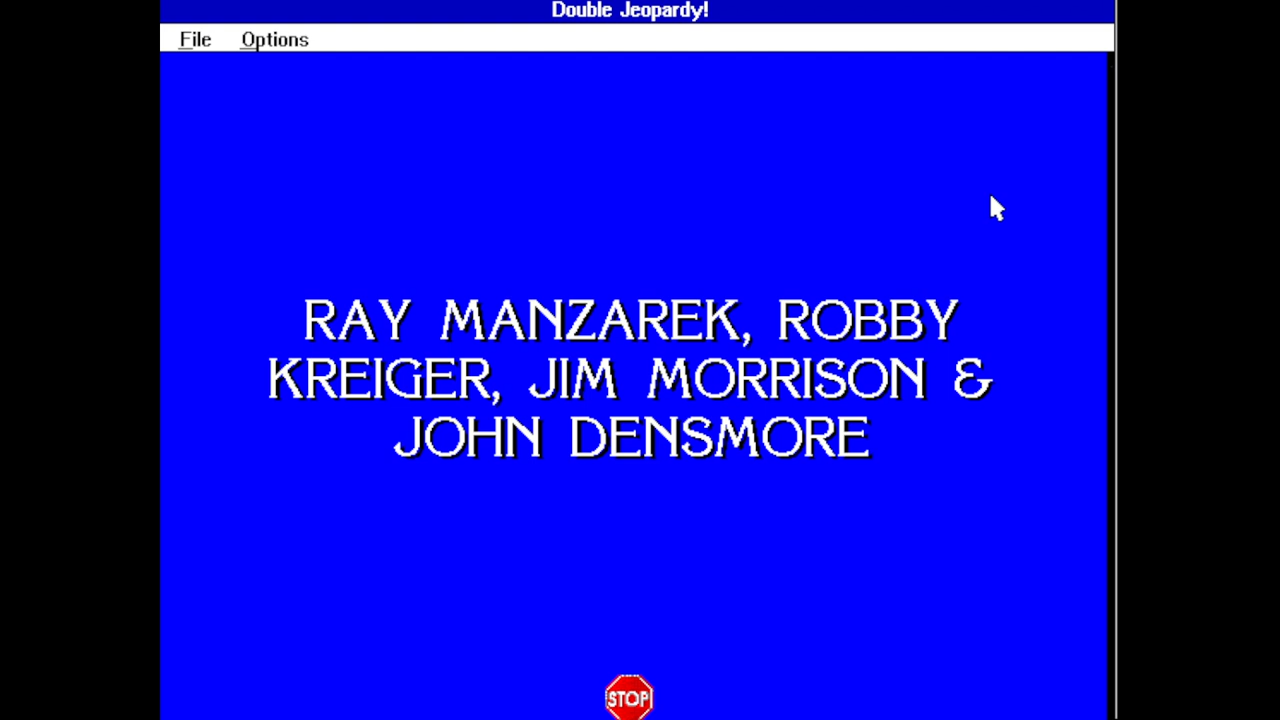 Double Jeopardy!
File Options
RAY MANZAREK, ROBBY
KREIGER, JIM MORRISON &
JOHN DENSMORE
STOP